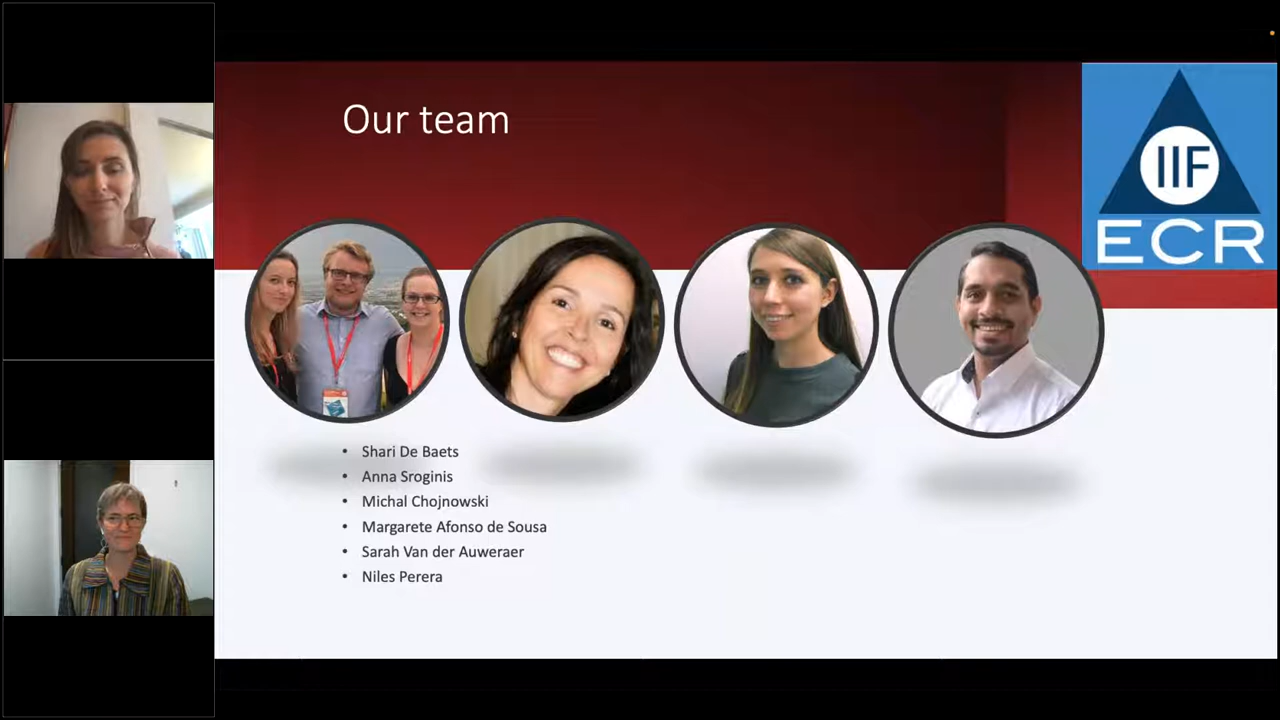 Our team
IIF
ECR
• Shari De Baets
• Anna Sroginis
• Michal Chojnowski
• Margarete Afonso de Sousa
• Sarah Van der Auweraer
• Niles Perera